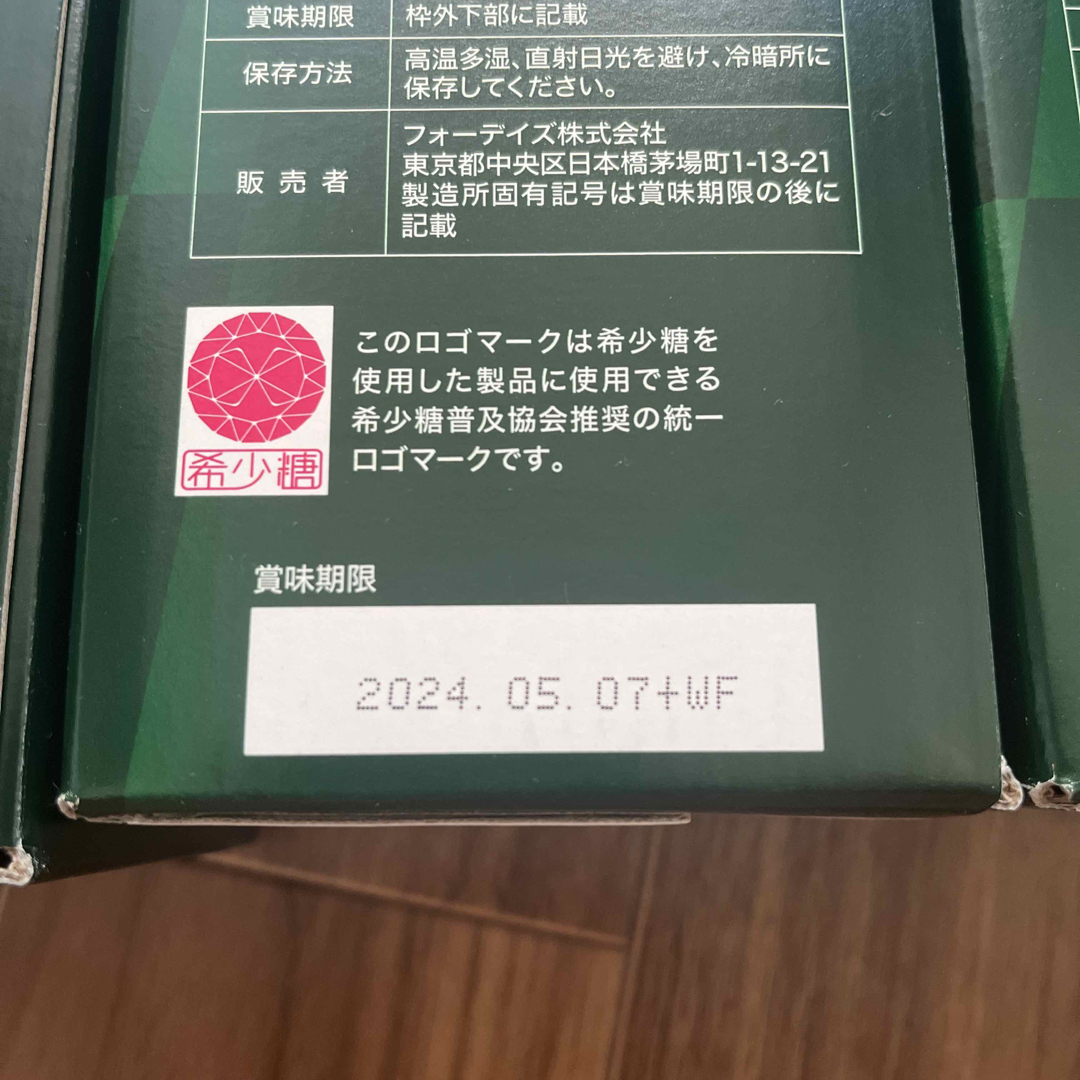 賞味期限 枠外下部に記載
保存方法 高温多湿、直射日光を避け、冷暗所に
保存してください。
フォーデイズ株式会社
東京都中央区日本橋茅場町1-13-21
販売者 製造所固有記号は賞味期限の後に
記載
このロゴマークは希少糖を
使用した製品に使用できる
希少糖普及協会推奨の統一
ロゴマークです。
希少糖
賞味期限
2024.05.07+WF